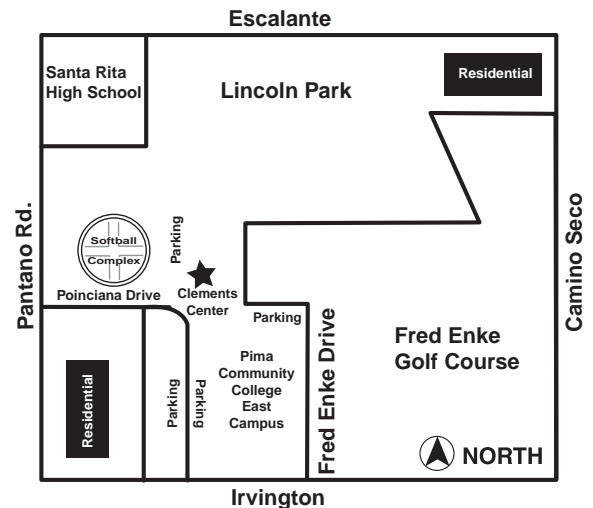 Escalante
Santa Rita
High School
Lincoln Park
Residential
Pantano Rd.
Camino Seco
Softball
Complex
Parking
Poinciana Drive
Clements
Center
Parking
Fred Enke Drive
Fred Enke
Golf Course
Pima
Community
College
East
Campus
Residential
Parking
Parking
NORTH
Irvington